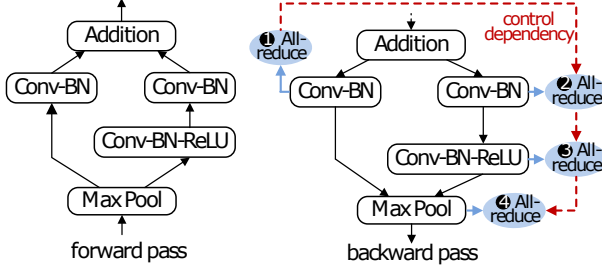 Addition
Conv-BN
Conv-BN
Conv-BN-ReLU
Max Pool
forward pass
❶ All-
reduce
control
dependency
Addition
Conv-BN
Conv-BN
❷ All-
reduce
Conv-BN-ReLU
❸ All-
reduce
Max Pool
❹ All-
reduce
backward pass